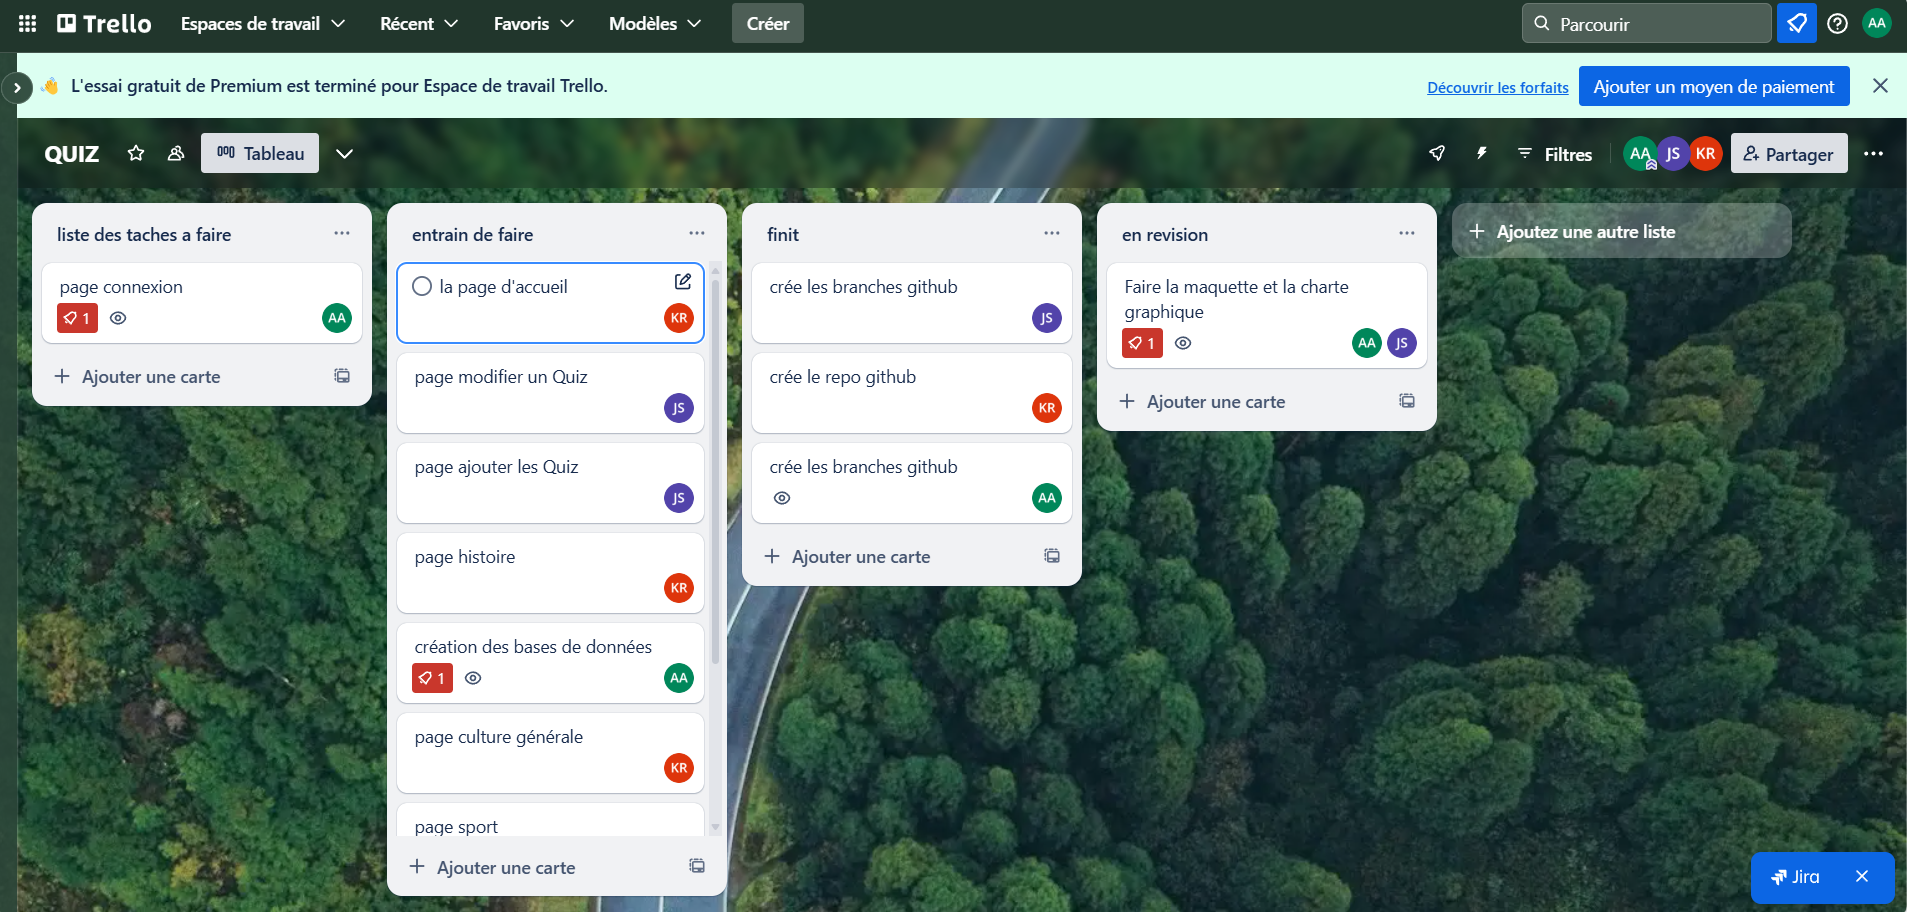 Trello
Espaces de travail
Récent
Favoris
Modèles
Créer
Parcourir
AA
L'essai gratuit de Premium est terminé pour Espace de travail Trello.
Découvrir les forfaits
Ajouter un moyen de paiement
QUIZ
Tableau
Filtres
AA
JS
KR
Partager
liste des taches a faire
page connexion
1
AA
Ajouter une carte
entrain de faire
la page d'accueil
KR
page modifier un Quiz
JS
page ajouter les Quiz
JS
page histoire
KR
création des bases de données
1
AA
page culture générale
KR
page sport
Ajouter une carte
finit
crée les branches github
JS
crée le repo github
KR
crée les branches github
AA
Ajouter une carte
en revision
Faire la maquette et la charte
graphique
1
AA
JS
Ajouter une carte
Ajoutez une autre liste
Jira